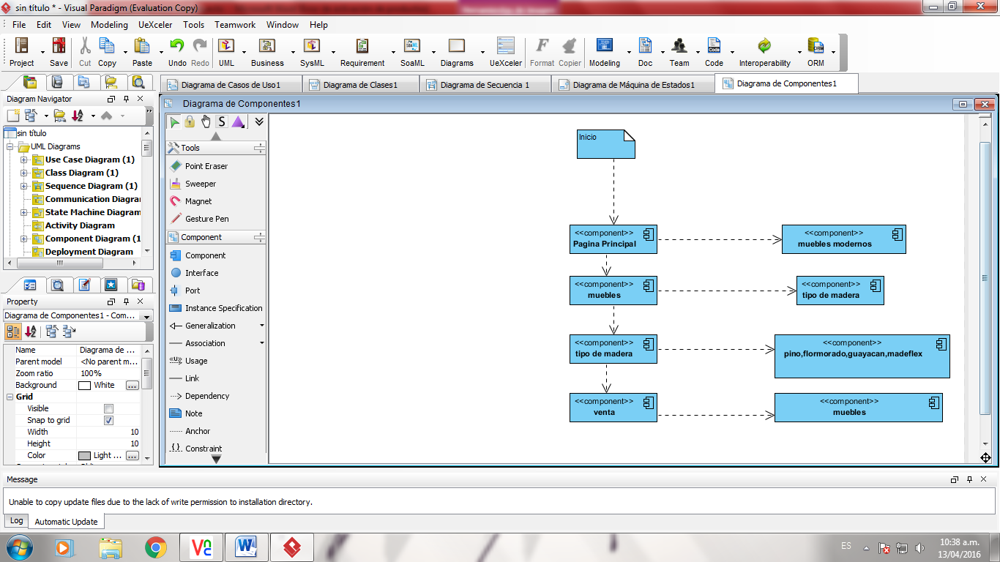 sin título * - Visual Paradigm (Evaluation Copy)
File Edit View Modeling UeXceler Tools Teamwork Window Help
Project Save Cut Copy Paste Undo Redo UML Business SysML Requirement SoaML Diagrams UeXceler Format Copier Modeling Doc Team Code Interoperability ORM
Diagrama de Casos de Uso1 Diagrama de Clases1 Diagrama de Secuencia 1 Diagrama de Máquina de Estados1 Diagrama de Componentes1
Diagram Navigator
sin título
UML Diagrams
Use Case Diagram (1)
Class Diagram (1)
Sequence Diagram (1)
Communication Diagra
State Machine Diagram
Activity Diagram
Component Diagram (1
Deployment Diagram
Property
Diagrama de Componentes1 - Com...
Name Diagrama de ...
Parent model <No parent m...
Zoom ratio 100%
Background White ...
Grid
Visible
Snap to grid
Width 10
Height 10
Color Light ... ...
Diagrama de Componentes1
S
Tools
Point Eraser
Sweeper
Magnet
Gesture Pen
Component
Component
Interface
Port
Instance Specification
Generalization
Association
Usage
Link
Dependency
Note
Anchor
Constraint
Inicio
<<component>>
Pagina Principal
<<component>>
muebles modernos
<<component>>
muebles
<<component>>
tipo de madera
<<component>>
tipo de madera
<<component>>
pino,flormorado,guayacan,madeflex
<<component>>
venta
<<component>>
muebles
Message
Unable to copy update files due to the lack of write permission to installation directory.
Log Automatic Update
ES
10:38 a.m.
13/04/2016